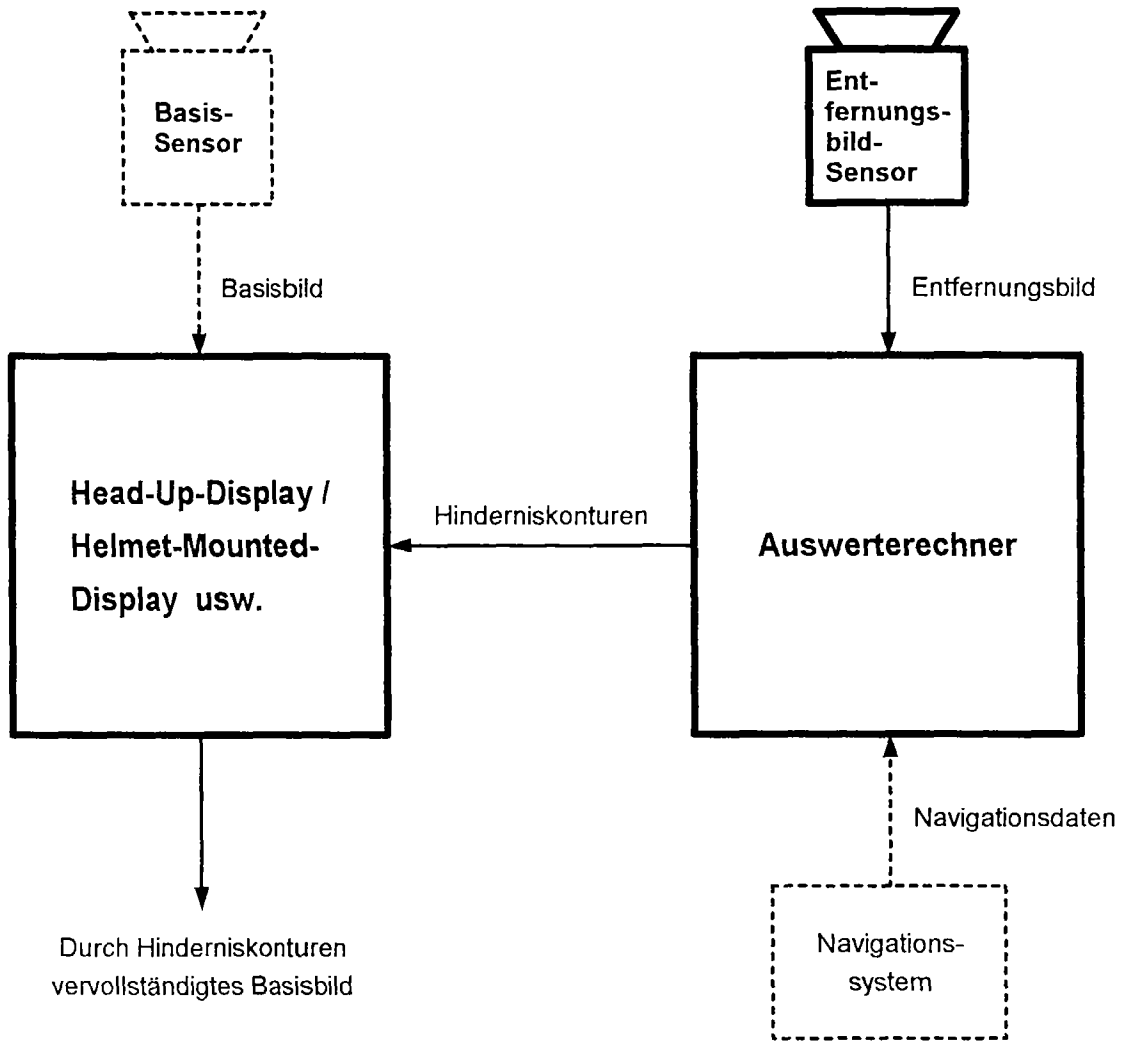 Basis-
Sensor
Ent-
fernungs-
bild-
Sensor
Basisbild
Entfernungsbild
Head-Up-Display /
Helmet-Mounted-
Display usw.
Hinderniskonturen
Auswerterechner
Navigationsdaten
Durch Hinderniskonturen
vervollständigtes Basisbild
Navigations-
system